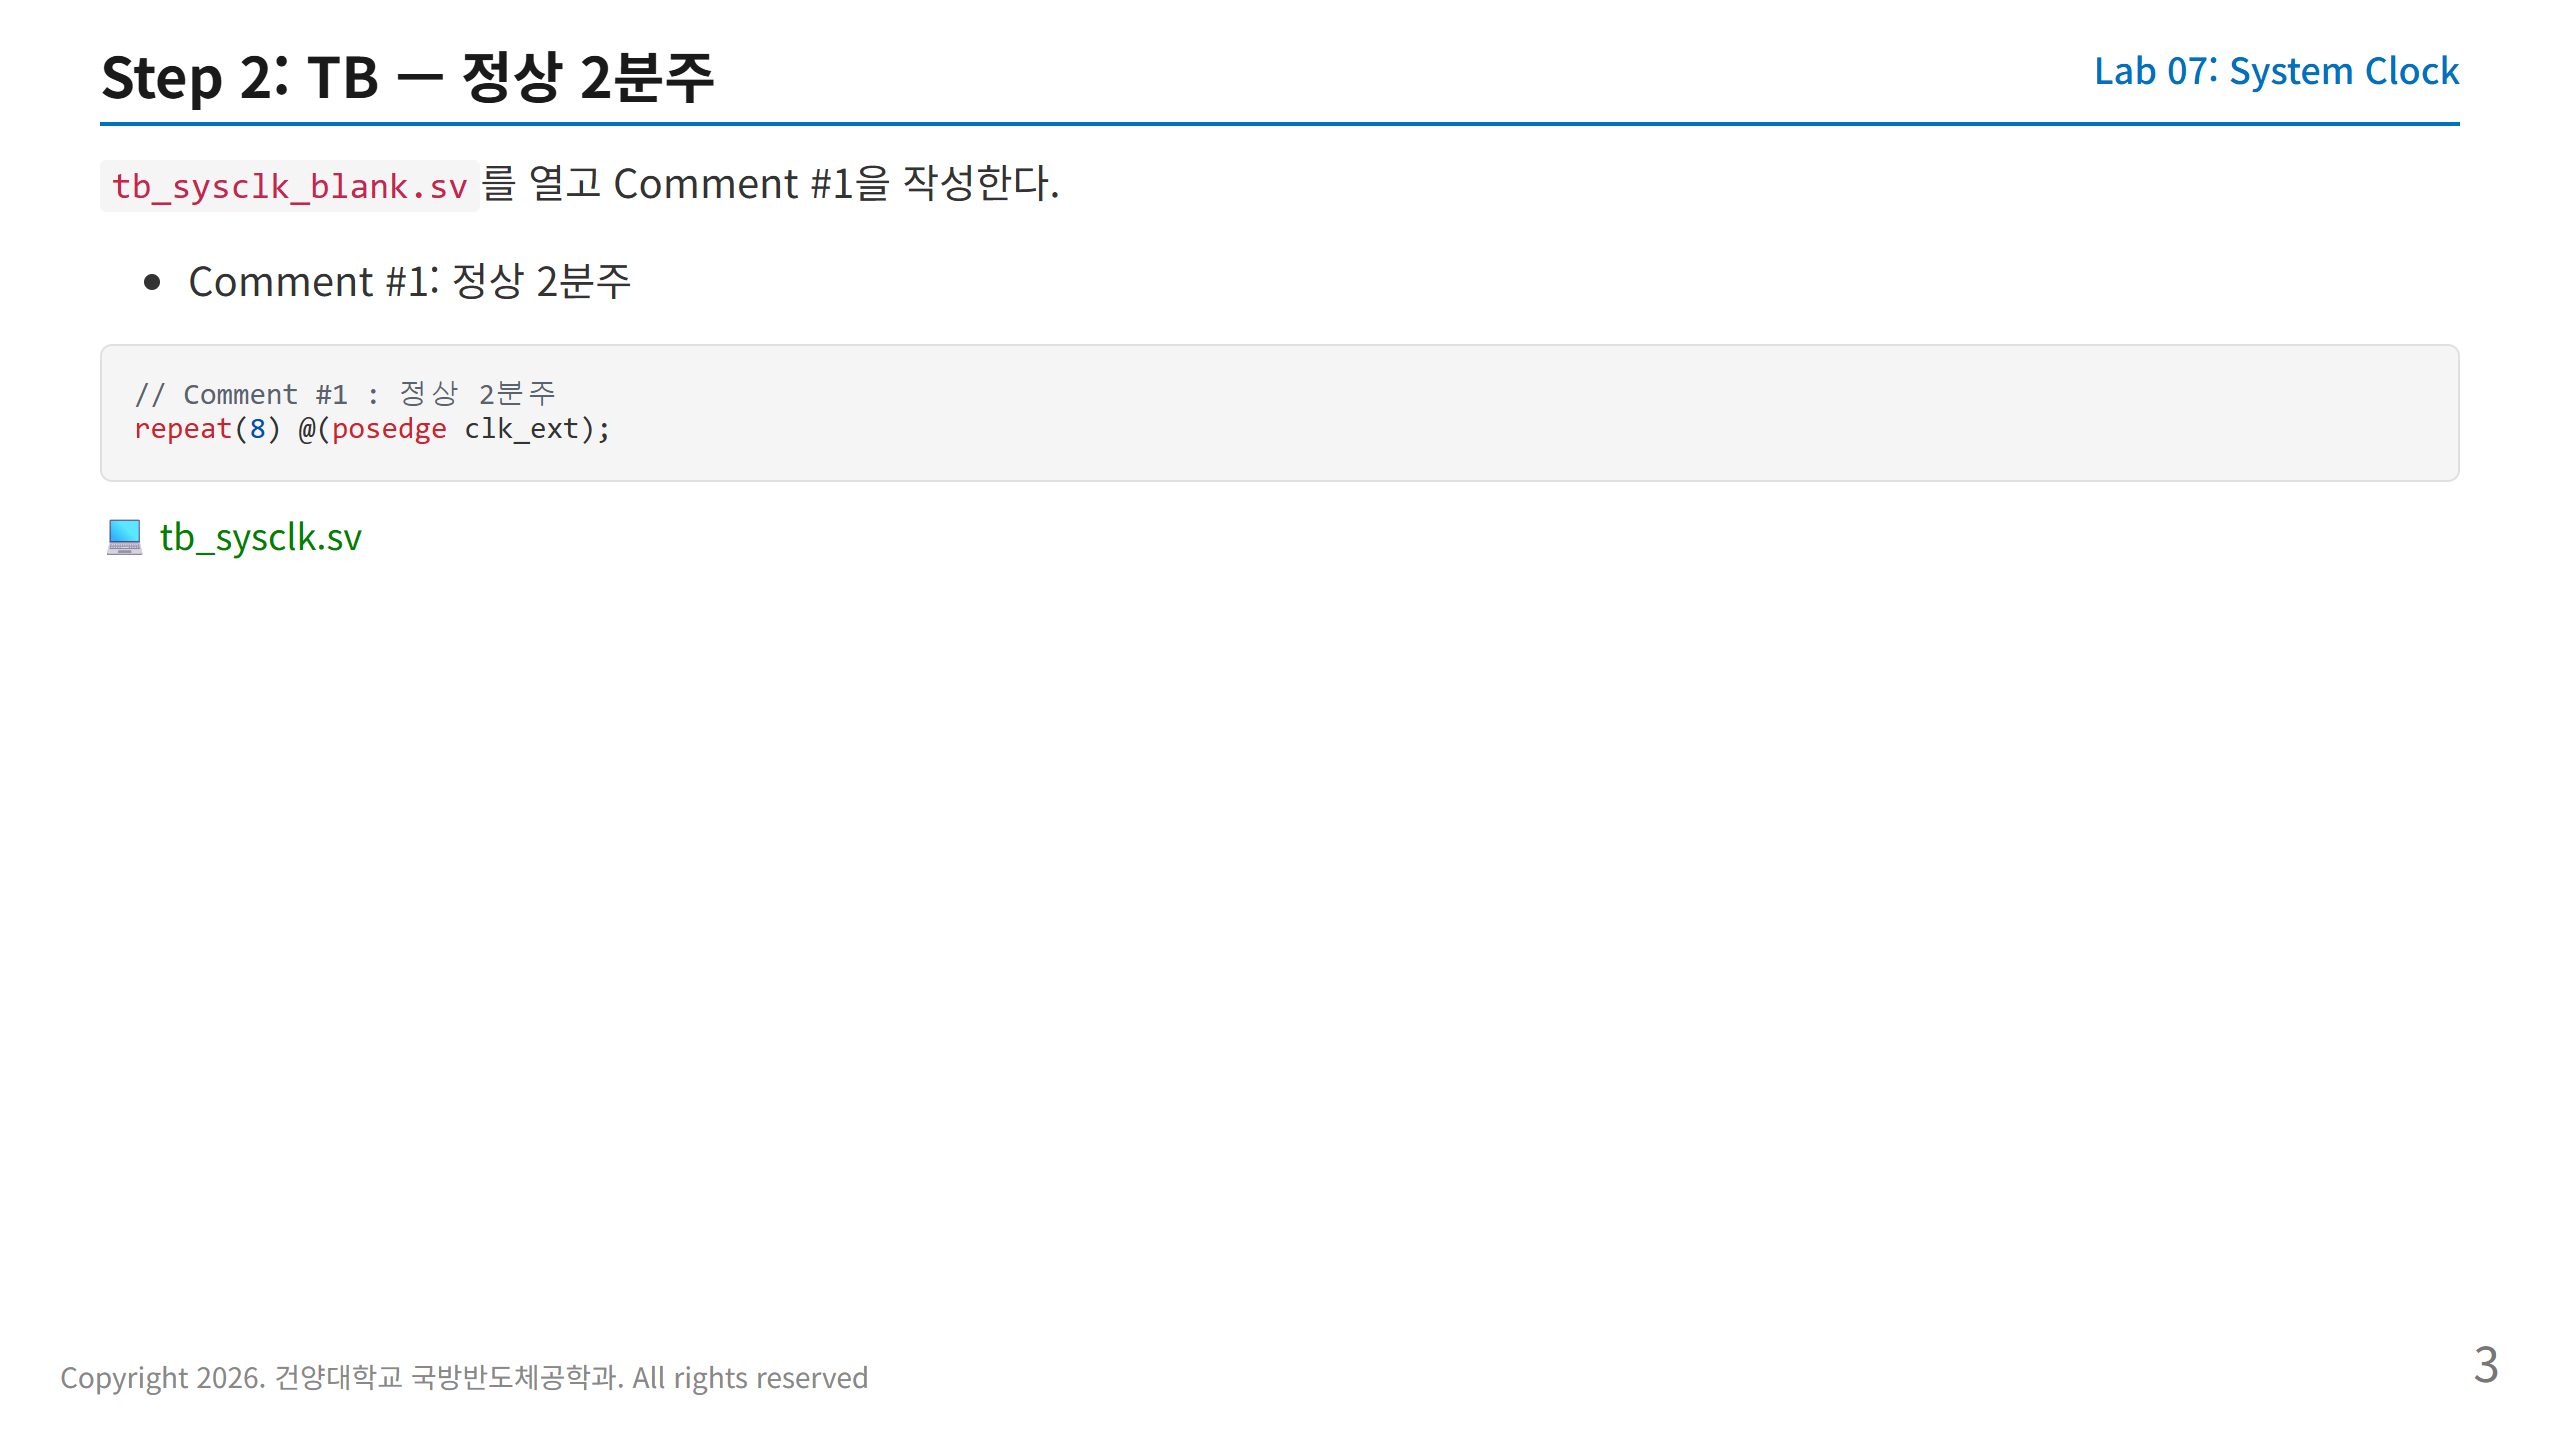 Step 2: TB — 정상 2분주
Lab 07: System Clock
tb_sysclk_blank.sv를 열고 Comment #1을 작성한다.
• Comment #1: 정상 2분주
// Comment #1 : 정상 2분주
repeat(8) @(posedge clk_ext);
💻 tb_sysclk.sv
Copyright 2026. 건양대학교 국방반도체공학과. All rights reserved
3